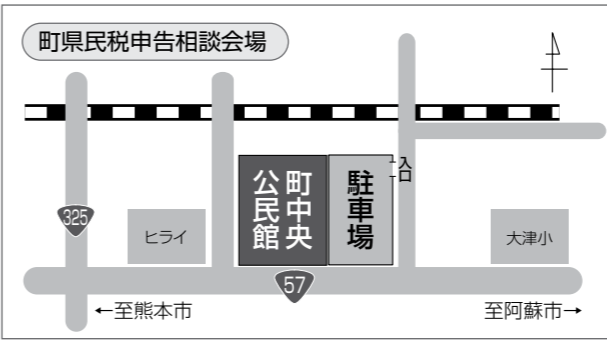 町県民税申告相談会場
町中央
公民館
駐車場
入口
325
ヒライ
大津小
57
←至熊本市
至阿蘇市→